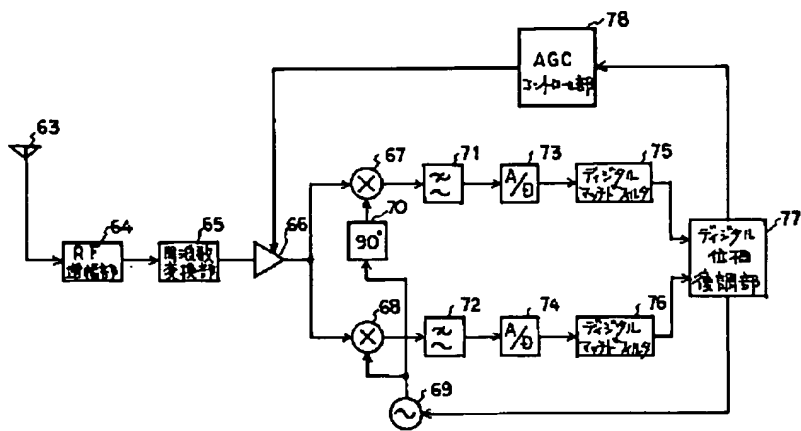 78
AGC
コントロール部
63
67
71
73
75
ディジタル
マッチドフィルタ
A/D
64
65
66
70
90°
77
RF
増幅部
周波数
変換部
ディジタル
位相
復調部
68
72
74
76
A/D
ディジタル
マッチドフィルタ
69